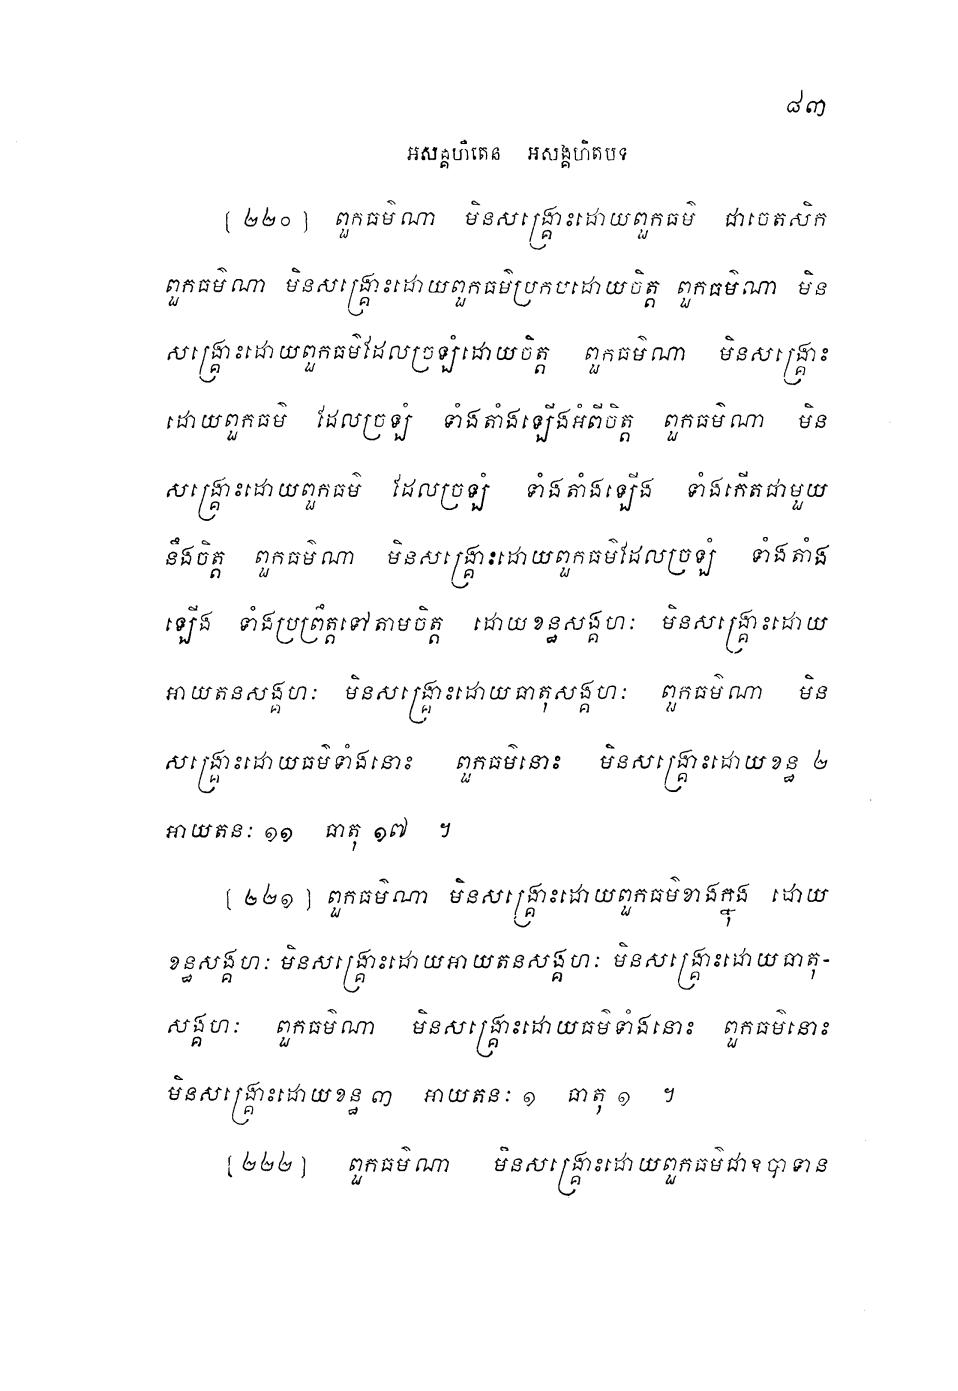 ៨៣
អសង្គហិតេន អសង្គហិតបទ
(២២០) ពួកធម៌ណា មិនសង្គ្រោះដោយពួកធម៌ ជាចេតសិក
ពួកធម៌ណា មិនសង្គ្រោះដោយពួកធម៌ប្រកបដោយចិត្ត ពួកធម៌ណា មិន
សង្គ្រោះដោយពួកធម៌ដែលច្រឡំដោយចិត្ត ពួកធម៌ណា មិនសង្គ្រោះ
ដោយពួកធម៌ ដែលច្រឡំ ទាំងតាំងឡើងអំពីចិត្ត ពួកធម៌ណា មិន
សង្គ្រោះដោយពួកធម៌ ដែលច្រឡំ ទាំងតាំងឡើង ទាំងកើតជាមួយ
នឹងចិត្ត ពួកធម៌ណា មិនសង្គ្រោះដោយពួកធម៌ដែលច្រឡំ ទាំងតាំង
ឡើង ទាំងប្រព្រឹត្តទៅតាមចិត្ត ដោយខន្ធសង្គហៈ មិនសង្គ្រោះដោយ
អាយតនសង្គហៈ មិនសង្គ្រោះដោយធាតុសង្គហៈ ពួកធម៌ណា មិន
សង្គ្រោះដោយធម៌ទាំងនោះ ពួកធម៌នោះ មិនសង្គ្រោះដោយខន្ធ ២
អាយតនៈ ១១ ធាតុ ១៧ ។
(២២១) ពួកធម៌ណា មិនសង្គ្រោះដោយពួកធម៌ខាងក្នុង ដោយ
ខន្ធសង្គហៈ មិនសង្គ្រោះដោយអាយតនសង្គហៈ មិនសង្គ្រោះដោយធាតុ-
សង្គហៈ ពួកធម៌ណា មិនសង្គ្រោះដោយធម៌ទាំងនោះ ពួកធម៌នោះ
មិនសង្គ្រោះដោយខន្ធ ៣ អាយតនៈ ១ ធាតុ ១ ។
(២២២) ពួកធម៌ណា មិនសង្គ្រោះដោយពួកធម៌ជាឧបាទាន